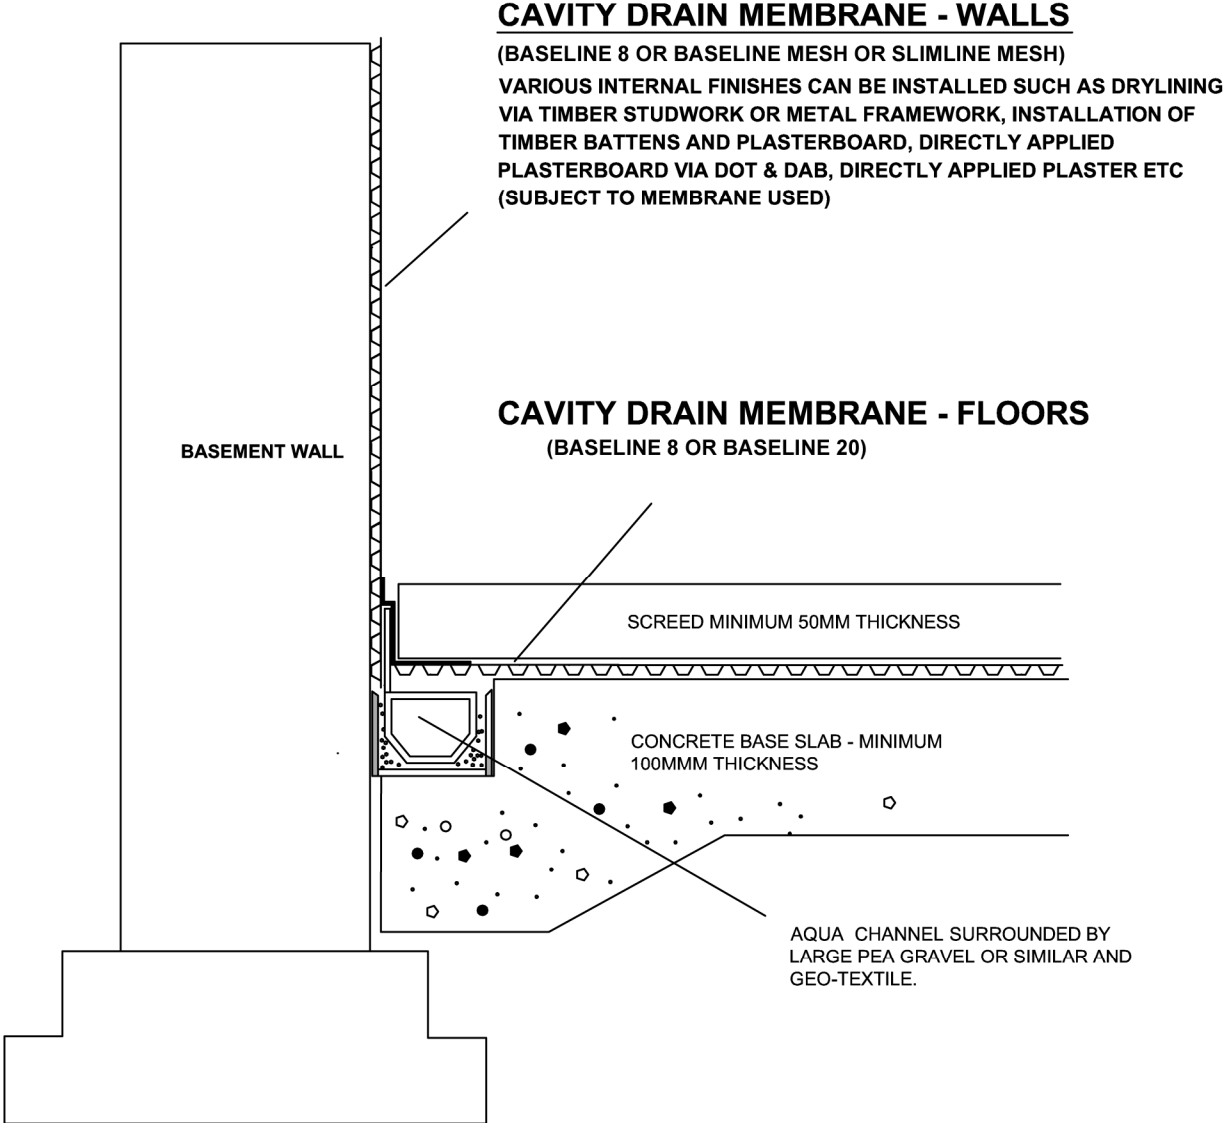 CAVITY DRAIN MEMBRANE - WALLS
(BASELINE 8 OR BASELINE MESH OR SLIMLINE MESH)
VARIOUS INTERNAL FINISHES CAN BE INSTALLED SUCH AS DRYLINING
VIA TIMBER STUDWORK OR METAL FRAMEWORK, INSTALLATION OF
TIMBER BATTENS AND PLASTERBOARD, DIRECTLY APPLIED
PLASTERBOARD VIA DOT & DAB, DIRECTLY APPLIED PLASTER ETC
(SUBJECT TO MEMBRANE USED)
CAVITY DRAIN MEMBRANE - FLOORS
(BASELINE 8 OR BASELINE 20)
BASEMENT WALL
SCREED MINIMUM 50MM THICKNESS
CONCRETE BASE SLAB - MINIMUM
100MMM THICKNESS
AQUA CHANNEL SURROUNDED BY
LARGE PEA GRAVEL OR SIMILAR AND
GEO-TEXTILE.